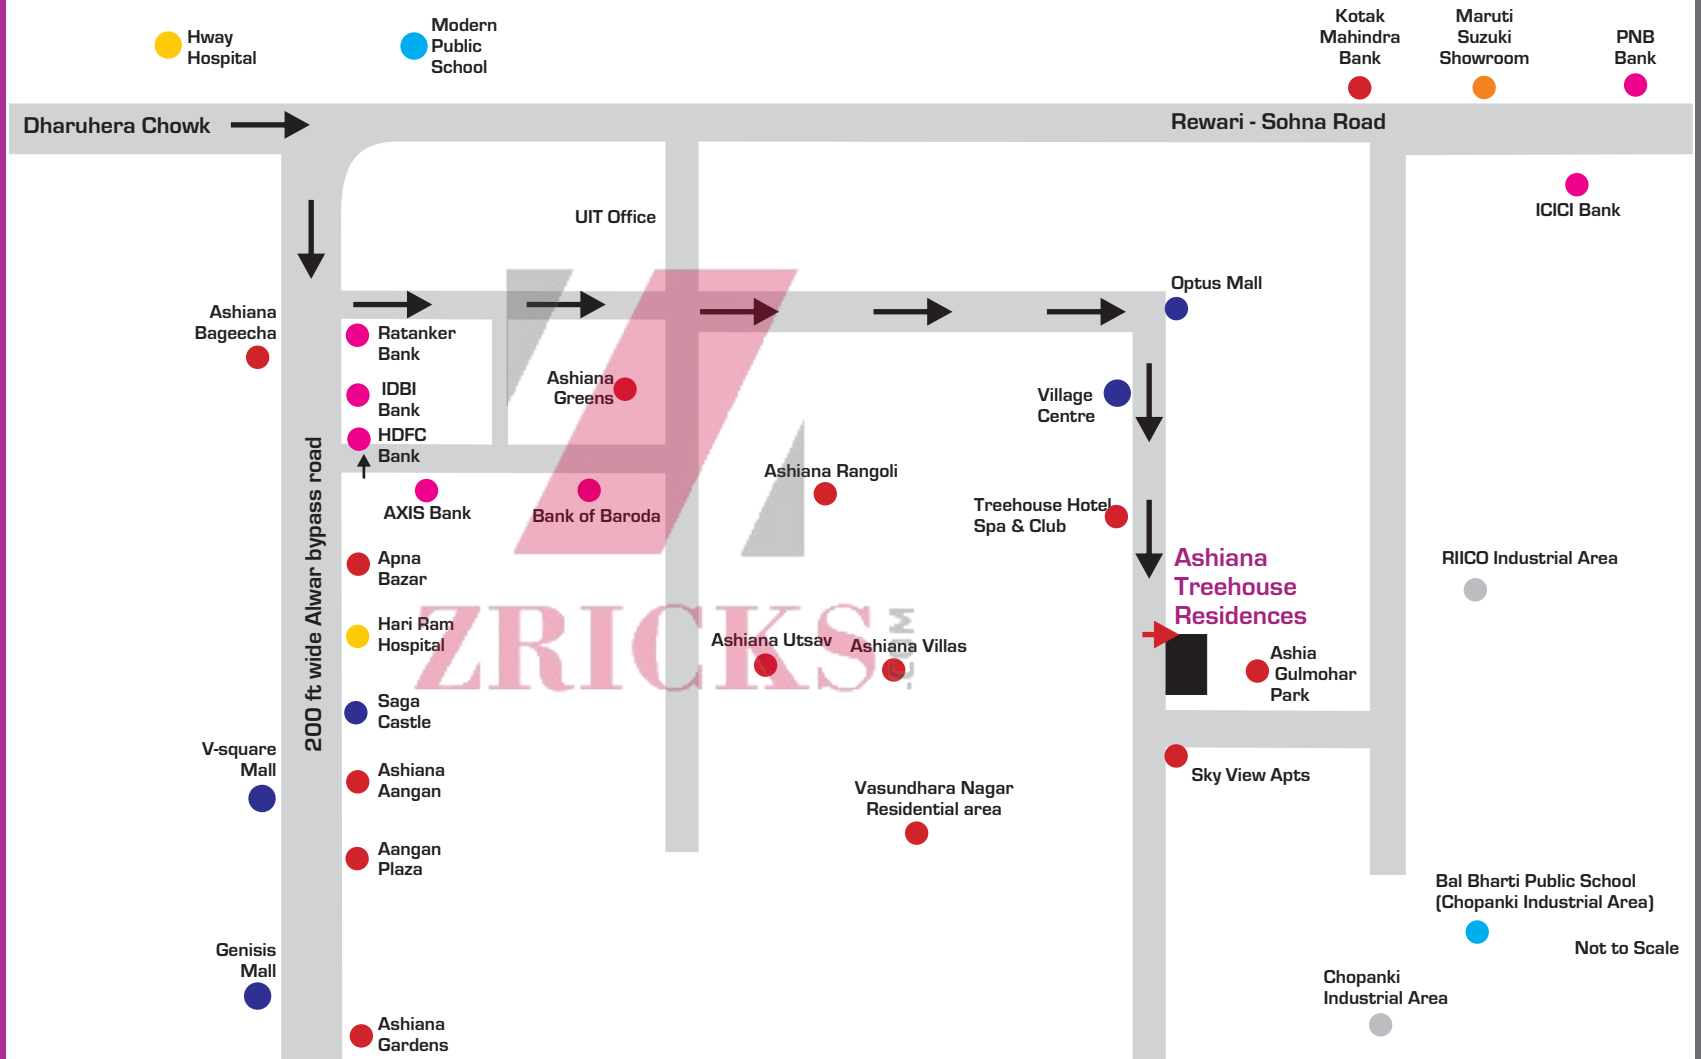 Hway
Hospital
Modern
Public
School
Kotak
Mahindra
Bank
Maruti
Suzuki
Showroom
PNB
Bank
Dharuhera Chowk
Rewari - Sohna Road
ICICI Bank
UIT Office
Optus Mall
Ashiana
Bageecha
Ratanker
Bank
IDBI
Bank
HDFC
Bank
Ashiana
Greens
Village
Centre
AXIS Bank
Bank of Baroda
Ashiana Rangoli
Treehouse Hotel
Spa & Club
200 ft wide Alwar bypass road
Apna
Bazar
Ashiana
Treehouse
Residences
RIICO Industrial Area
Hari Ram
Hospital
ZRICKS
.COM
Ashiana Utsav
Ashiana Villas
Ashia
Gulmohar
Park
Saga
Castle
V-square
Mall
Ashiana
Aangan
Sky View Apts
Vasundhara Nagar
Residential area
Aangan
Plaza
Bal Bharti Public School
(Chopanki Industrial Area)
Not to Scale
Genisis
Mall
Chopanki
Industrial Area
Ashiana
Gardens